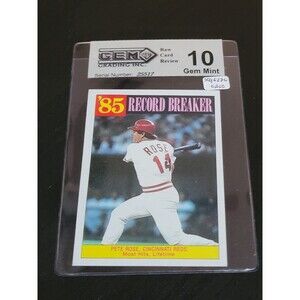 GEM
GRADING INC.
Raw
Card
Review
10
Gem Mint
Serial Number: 25517
'85 RECORD BREAKER
ROSE
14
PETE ROSE, CINCINNATI REDS
Most Hits, Lifetime